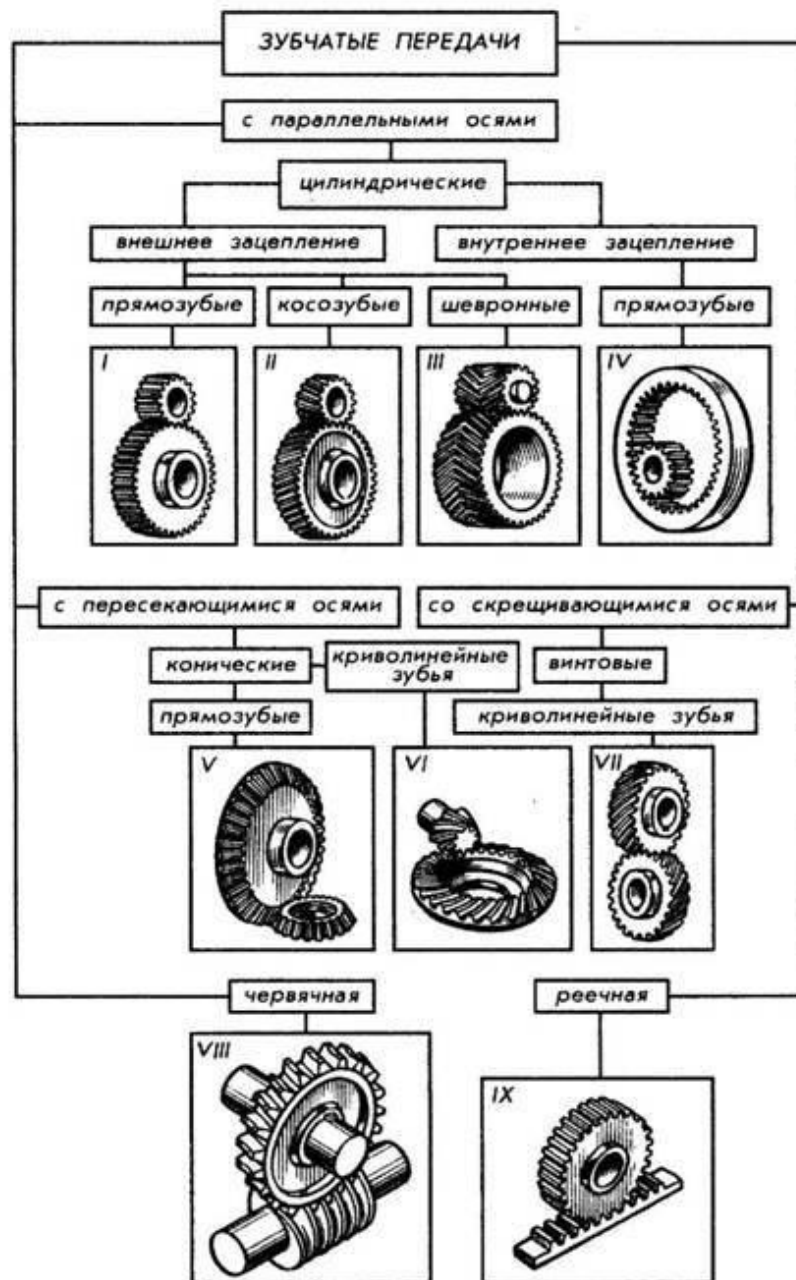 ЗУБЧАТЫЕ ПЕРЕДАЧИ
с параллельными осями
цилиндрические
внешнее зацепление
внутреннее зацепление
прямозубые
косозубые
шевронные
прямозубые
I
II
III
IV
с пересекающимися осями
со скрещивающимися осями
конические
криволинейные
зубья
винтовые
прямозубые
криволинейные зубья
V
VI
VII
червячная
реечная
VIII
IX